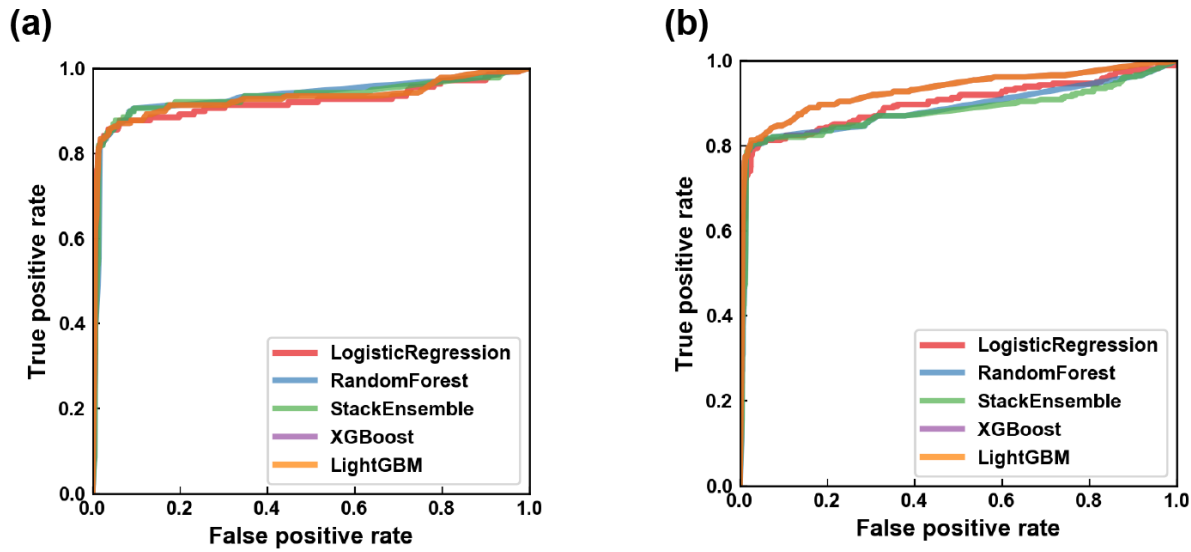 (a)
1.0
0.8
0.6
0.4
0.2
0.0
True positive rate
LogisticRegression
RandomForest
StackEnsemble
XGBoost
LightGBM
0.0 0.2 0.4 0.6 0.8 1.0
False positive rate
(b)
1.0
0.8
0.6
0.4
0.2
0.0
True positive rate
LogisticRegression
RandomForest
StackEnsemble
XGBoost
LightGBM
0.0 0.2 0.4 0.6 0.8 1.0
False positive rate